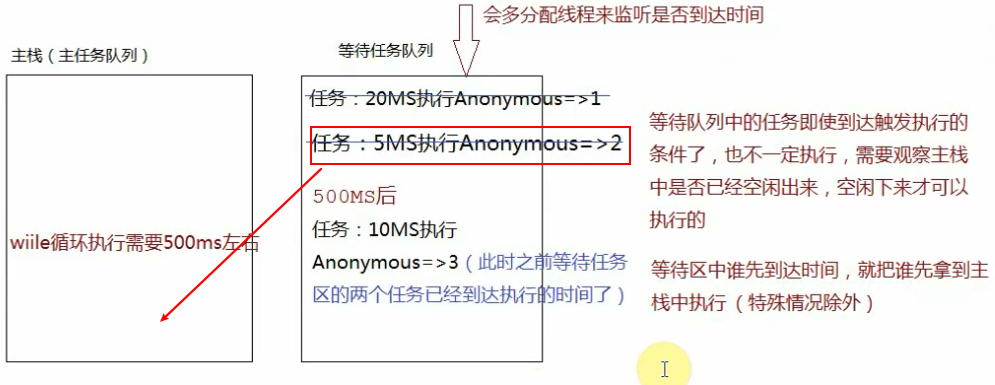 会多分配线程来监听是否到达时间
主栈（主任务队列）
等待任务队列
任务：20MS执行Anonymous=>1
任务：5MS执行Anonymous=>2
500MS后
任务：10MS执行
Anonymous=>3（此时之前等待任务
区的两个任务已经到达执行的时间了）
wiile循环执行需要500ms左右
等待队列中的任务即使到达触发执行的
条件了，也不一定执行，需要观察主栈
中是否已经空闲出来，空闲下来才可以
执行的
等待区中谁先到达时间，就把谁先拿到主
栈中执行（特殊情况除外）